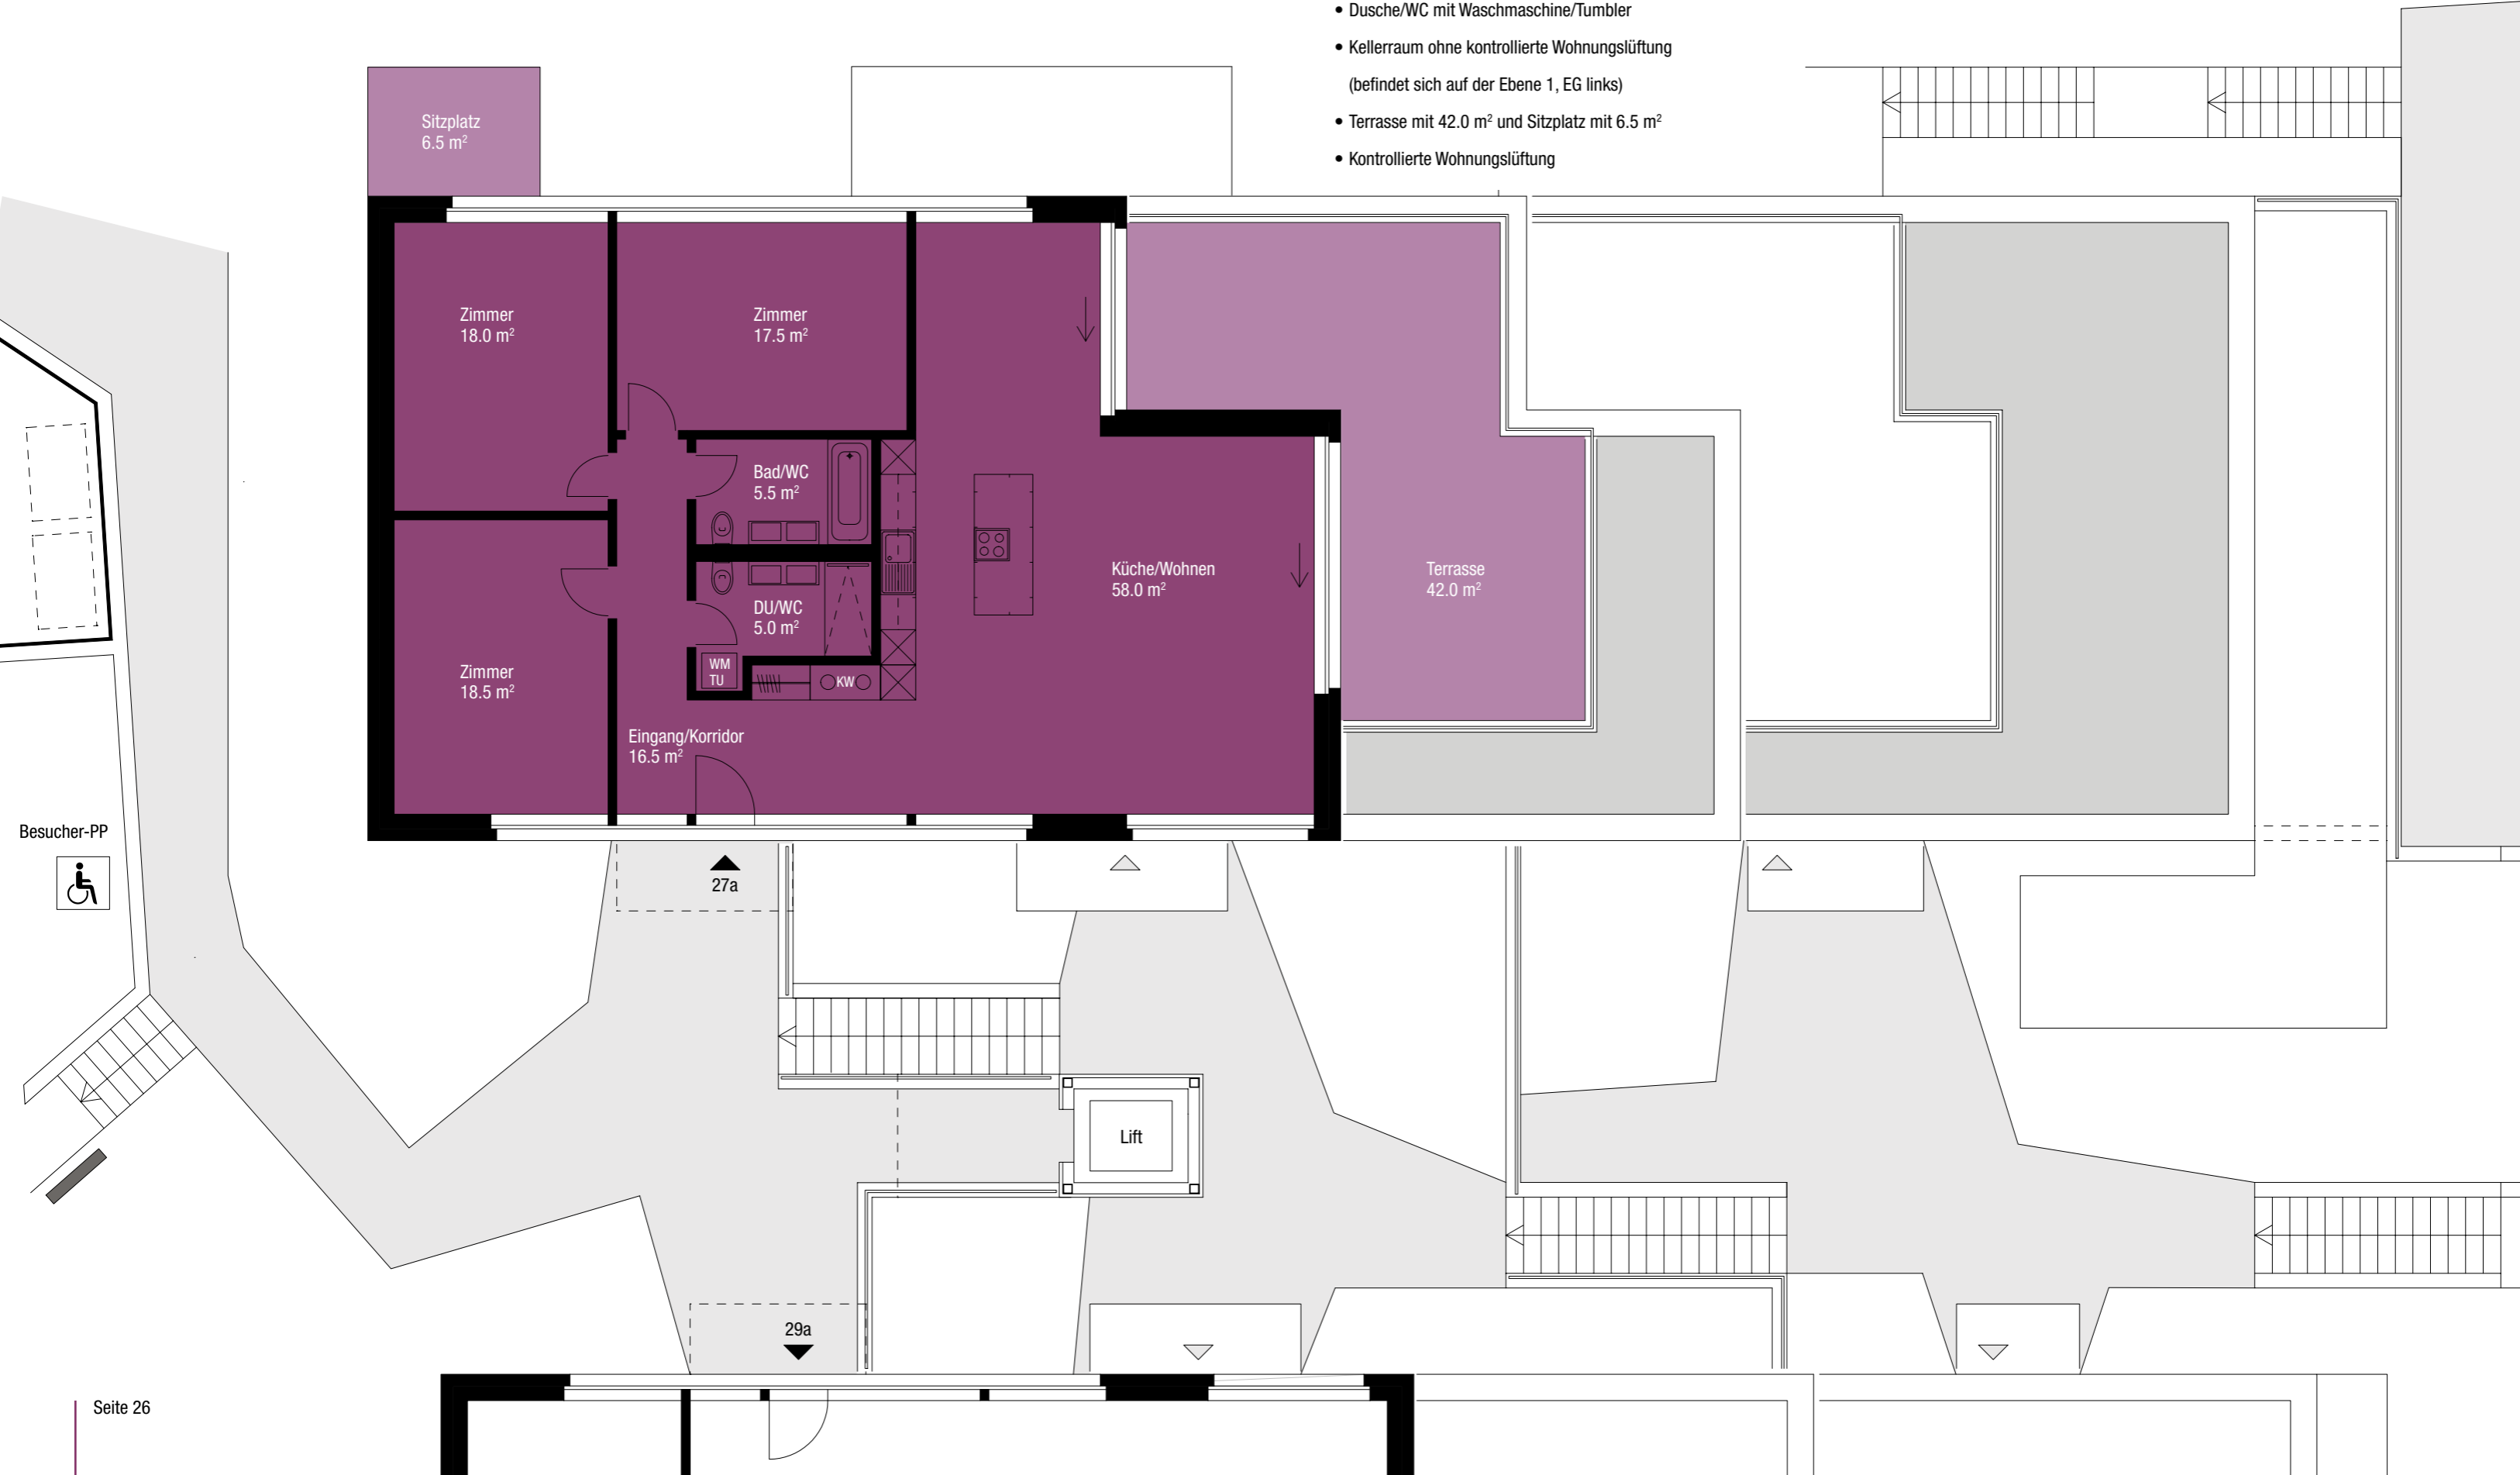 • Dusche/WC mit Waschmaschine/Tumbler
• Kellerraum ohne kontrollierte Wohnungslüftung
(befindet sich auf der Ebene 1, EG links)
• Terrasse mit 42.0 m² und Sitzplatz mit 6.5 m²
• Kontrollierte Wohnungslüftung
Sitzplatz
6.5 m²
Zimmer
18.0 m²
Zimmer
17.5 m²
Bad/WC
5.5 m²
Küche/Wohnen
58.0 m²
Terrasse
42.0 m²
DU/WC
5.0 m²
WM
TU
KW
Zimmer
18.5 m²
Eingang/Korridor
16.5 m²
Besucher-PP
27a
Lift
29a
Seite 26